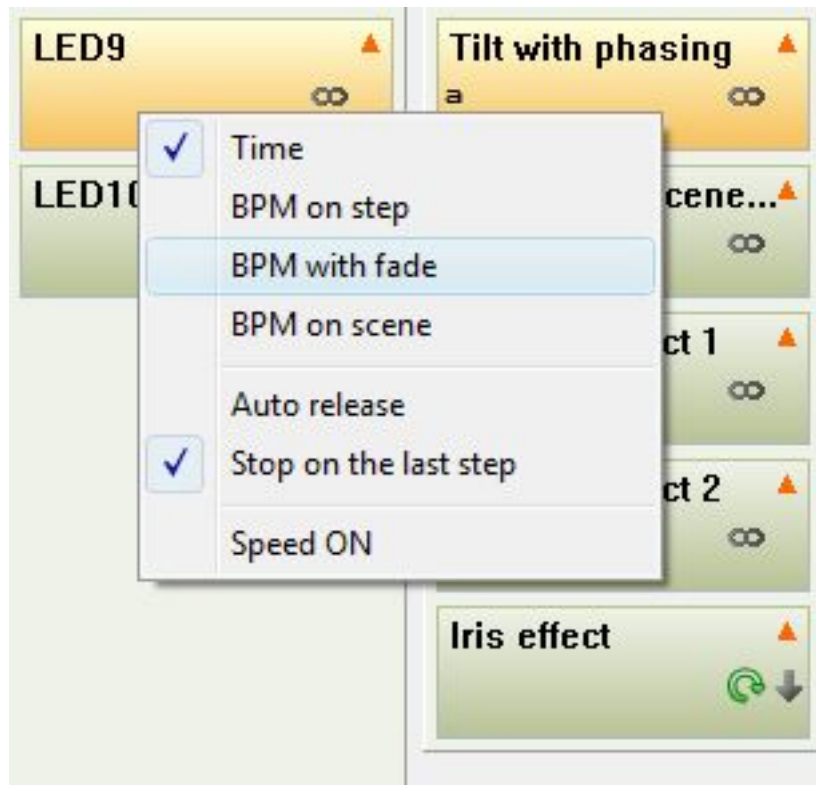 LED9
LED10
Time
BPM on step
BPM with fade
BPM on scene
Auto release
Stop on the last step
Speed ON
Tilt with phasing
a
cene...
ct 1
ct 2
Iris effect